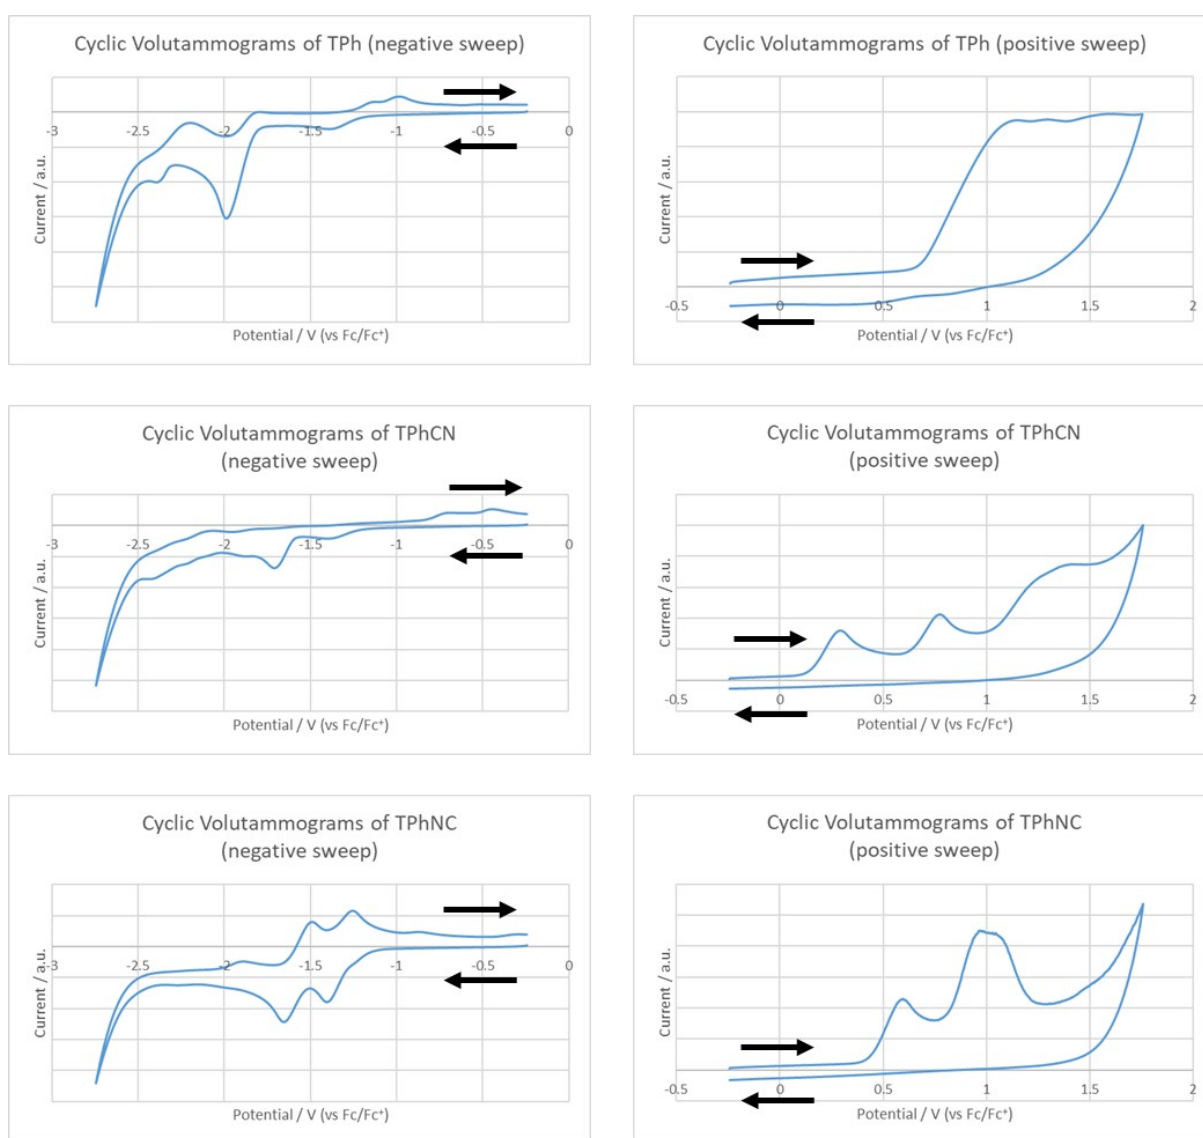 Cyclic Volutammograms of TPh (negative sweep)
-3 -2.5 -2 -1.5 -1 -0.5 0
Current / a.u.
Potential / V (vs Fc/Fc⁺)
Cyclic Volutammograms of TPh (positive sweep)
-0.5 0 0.5 1 1.5 2
Current / a.u.
Potential / V (vs Fc/Fc⁺)
Cyclic Volutammograms of TPhCN
(negative sweep)
-3 -2.5 -2 -1.5 -1 -0.5 0
Current / a.u.
Potential / V (vs Fc/Fc⁺)
Cyclic Volutammograms of TPhCN
(positive sweep)
-0.5 0 0.5 1 1.5 2
Current / a.u.
Potential / V (vs Fc/Fc⁺)
Cyclic Volutammograms of TPhNC
(negative sweep)
-3 -2.5 -2 -1.5 -1 -0.5 0
Current / a.u.
Potential / V (vs Fc/Fc⁺)
Cyclic Volutammograms of TPhNC
(positive sweep)
-0.5 0 0.5 1 1.5 2
Current / a.u.
Potential / V (vs Fc/Fc⁺)